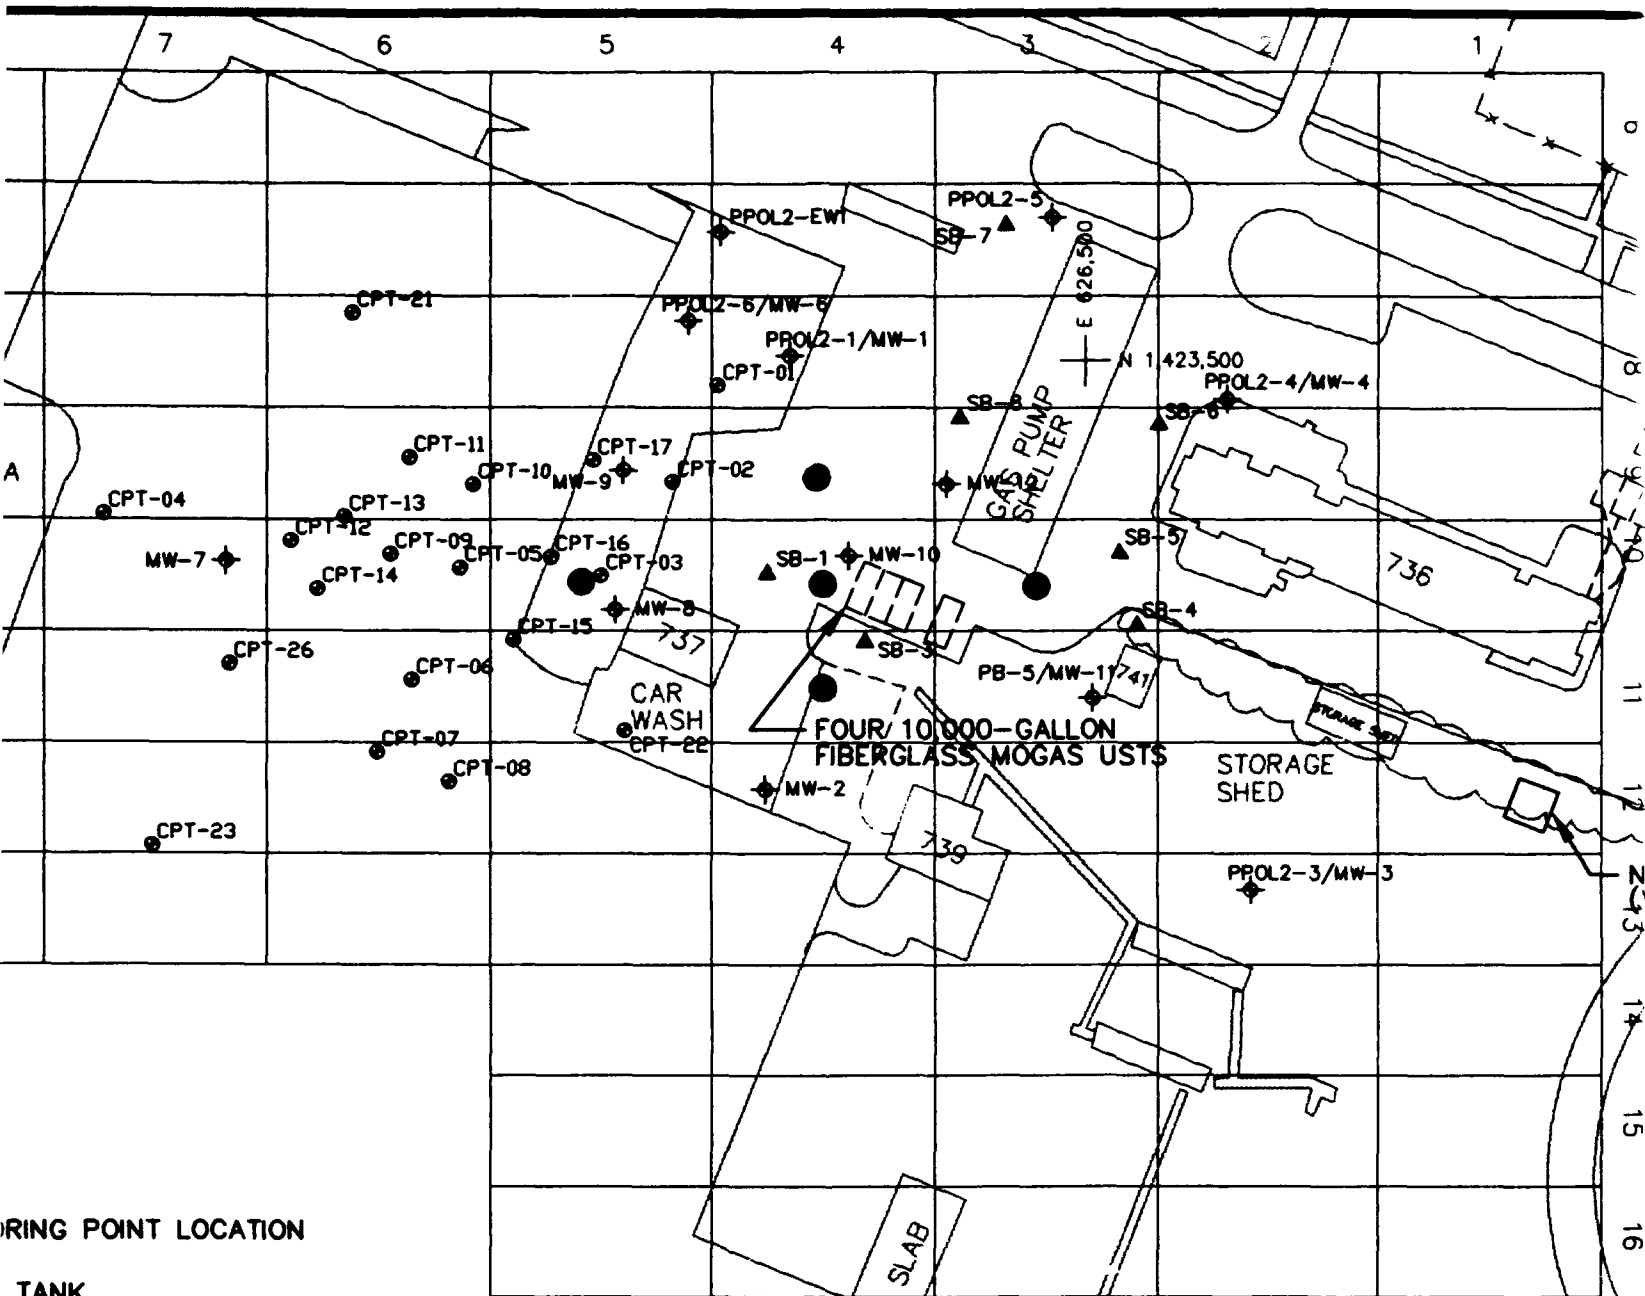 7 6 5 4 3 2 1
9
PPOL2-EW1
PPOL2-5
SB-7
E 626,500
CPT-21
PPOL2-6/MW-6
PPOL2-1/MW-1
N 1,423,500
8
CPT-01
PPOL2-4/MW-4
SB-8
SB-6
GAS PUMP
SHELTER
A
CPT-11
CPT-17
CPT-10
MW-9
CPT-02
MW-12
CPT-04
CPT-13
CPT-12
CPT-09
CPT-05
CPT-16
SB-1
MW-10
SB-5
10
MW-7
CPT-14
CPT-03
736
MW-8
SB-4
CPT-15
737
SB-3
CPT-26
CPT-06
PB-5/MW-11
741
11
CAR
WASH
STORAGE SHED
CPT-22
CPT-07
FOUR 10,000-GALLON
FIBERGLASS MOGAS USTS
CPT-08
MW-2
STORAGE
SHED
12
CPT-23
739
PPOL2-3/MW-3
13
14
15
16
SLAB
RING POINT LOCATION
TANK